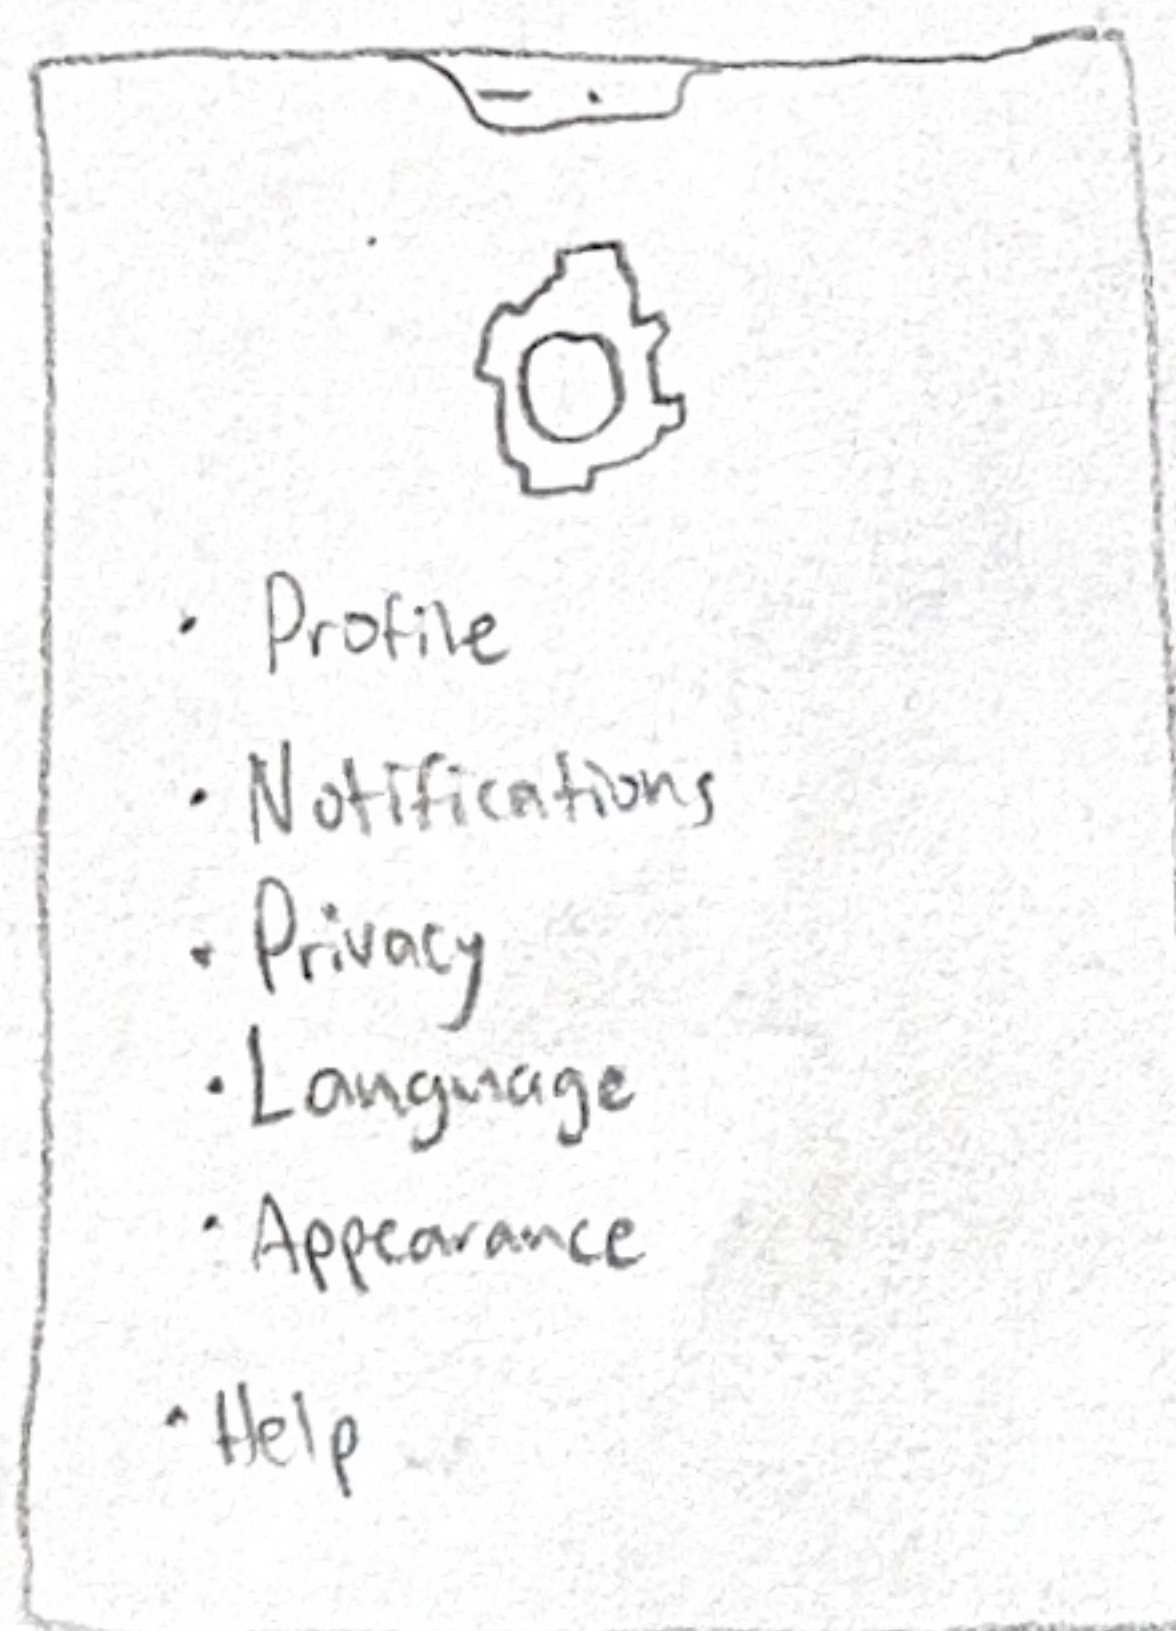 · Profile
· Notifications
· Privacy
· Language
· Appearance
· Help